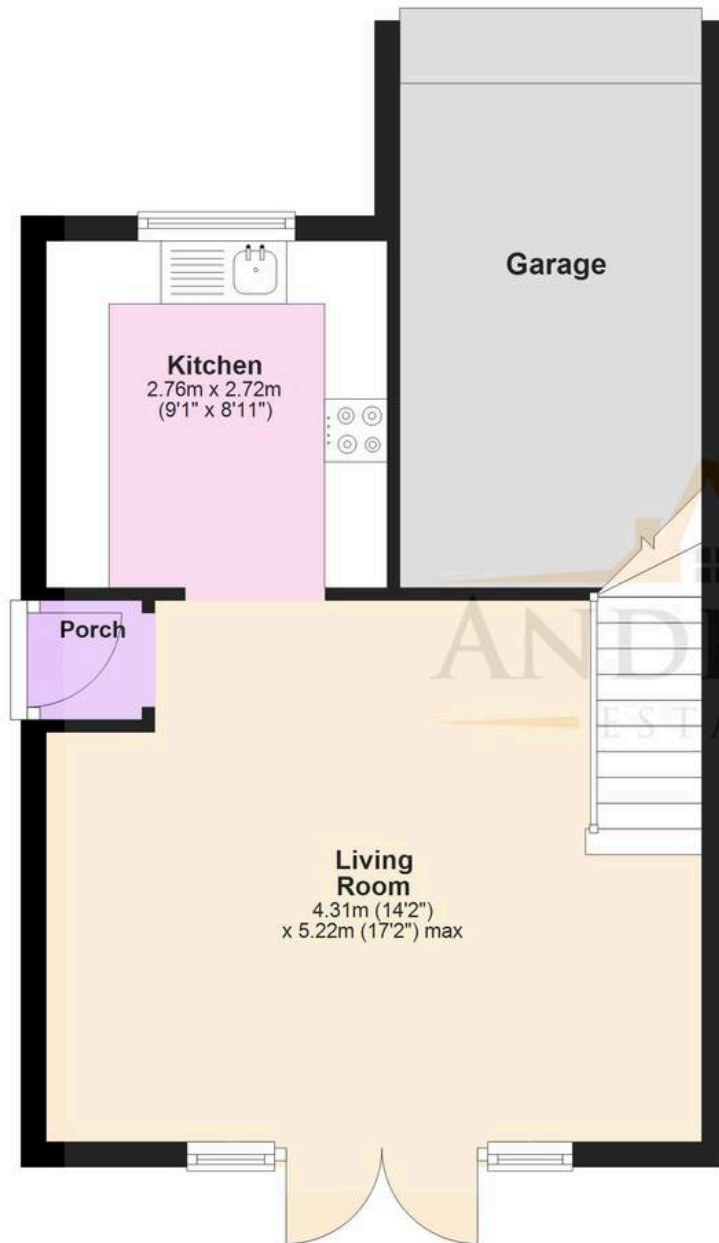 Garage
Kitchen
2.76m x 2.72m
(9'1" x 8'11")
Porch
Living
Room
4.31m (14'2")
x 5.22m (17'2") max